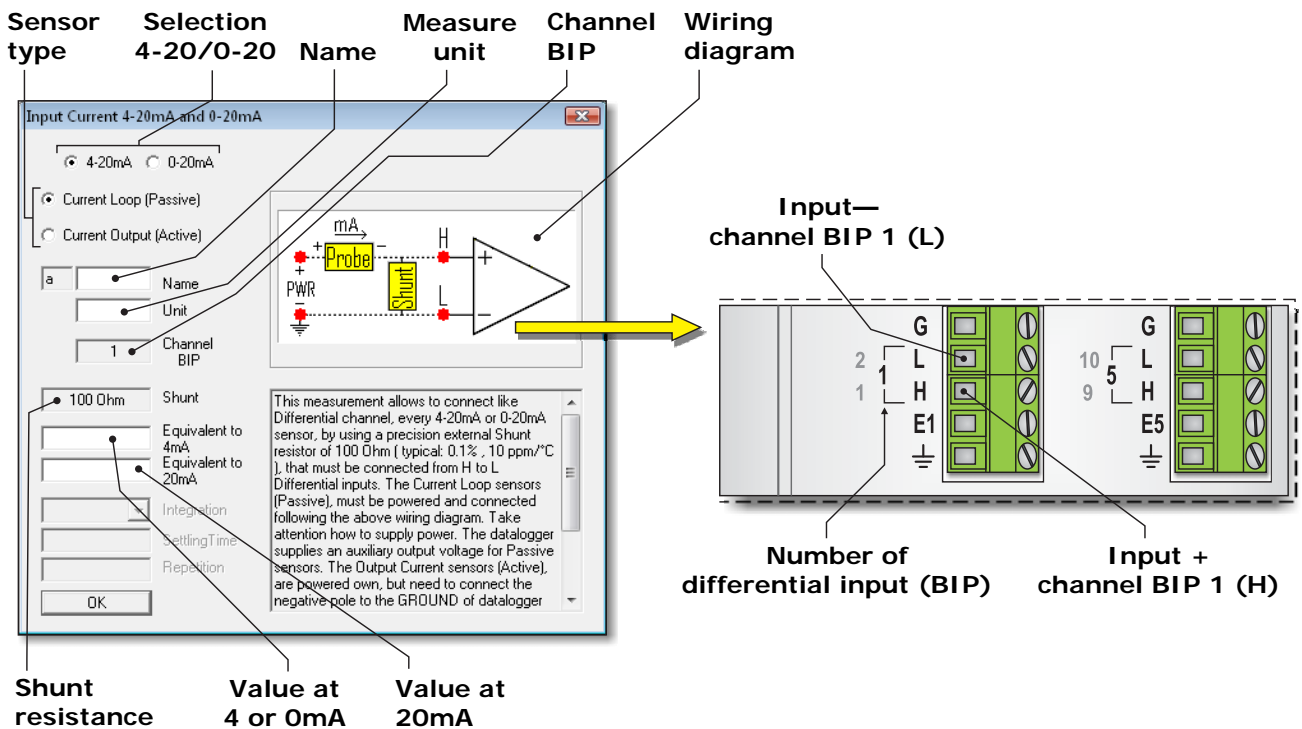 Sensor type
Selection 4-20/0-20
Name
Measure unit
Channel BIP
Wiring diagram
Input Current 4-20mA and 0-20mA
4-20mA
0-20mA
Current Loop (Passive)
Current Output (Active)
a
Name
Unit
1
Channel BIP
100 Ohm
Shunt
Equivalent to 4mA
Equivalent to 20mA
Integration
SettlingTime
Repetition
OK
mA
+
Probe
-
H
+
PWR
-
Shunt
L
+
-
This measurement allows to connect like
Differential channel, every 4-20mA or 0-20mA
sensor, by using a precision external Shunt
resistor of 100 Ohm ( typical: 0.1% , 10 ppm/°C
), that must be connected from H to L
Differential inputs. The Current Loop sensors
(Passive), must be powered and connected
following the above wiring diagram. Take
attention how to supply power. The datalogger
supplies an auxiliary output voltage for Passive
sensors. The Output Current sensors (Active),
are powered own, but need to connect the
negative pole to the GROUND of datalogger
Shunt resistance
Value at 4 or 0mA
Value at 20mA
Input—
channel BIP 1 (L)
G
2
L
1
1
H
E1
G
10
L
5
9
H
E5
Number of
differential input (BIP)
Input +
channel BIP 1 (H)